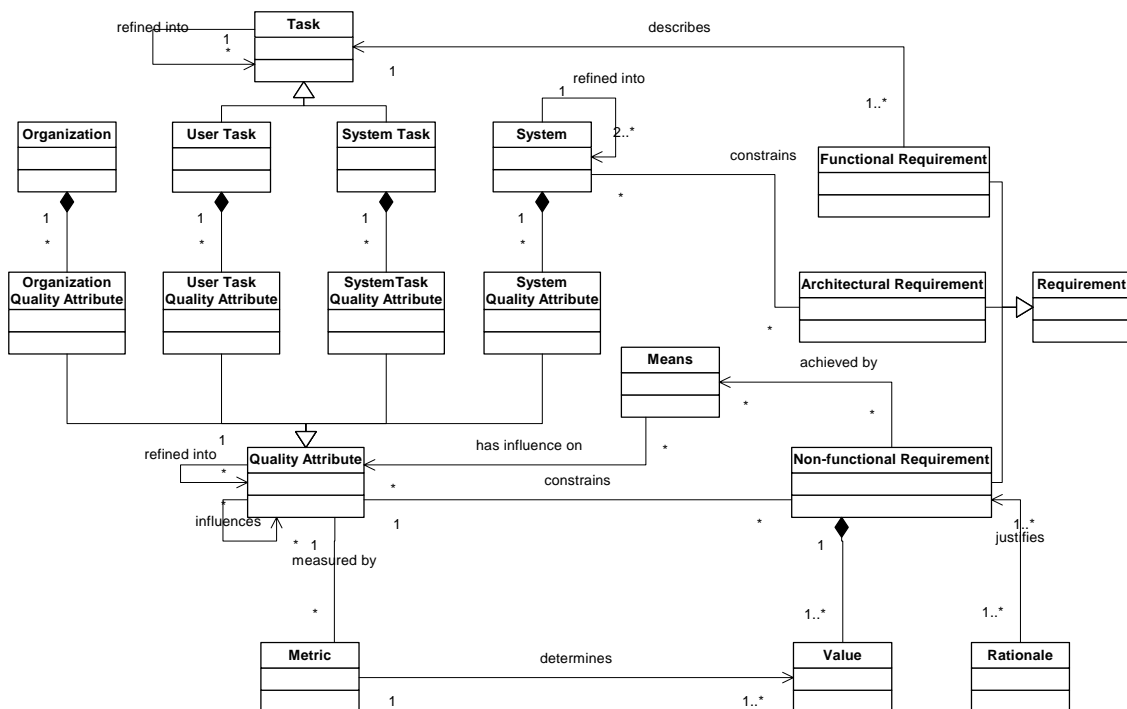 Task
refined into
1
*
describes
1
1..*
refined into
1
2..*
Organization
User Task
System Task
System
constrains
Functional Requirement
*
1
1
1
1
*
*
*
*
Organization
Quality Attribute
User Task
Quality Attribute
SystemTask
Quality Attribute
System
Quality Attribute
Architectural Requirement
Requirement
*
Means
achieved by
*
*
1
refined into
*
Quality Attribute
has influence on
*
Non-functional Requirement
*
constrains
*
influences
*
1
*
1
measured by
1
1..*
justifies
*
1..*
1..*
Metric
determines
Value
Rationale
1
1..*